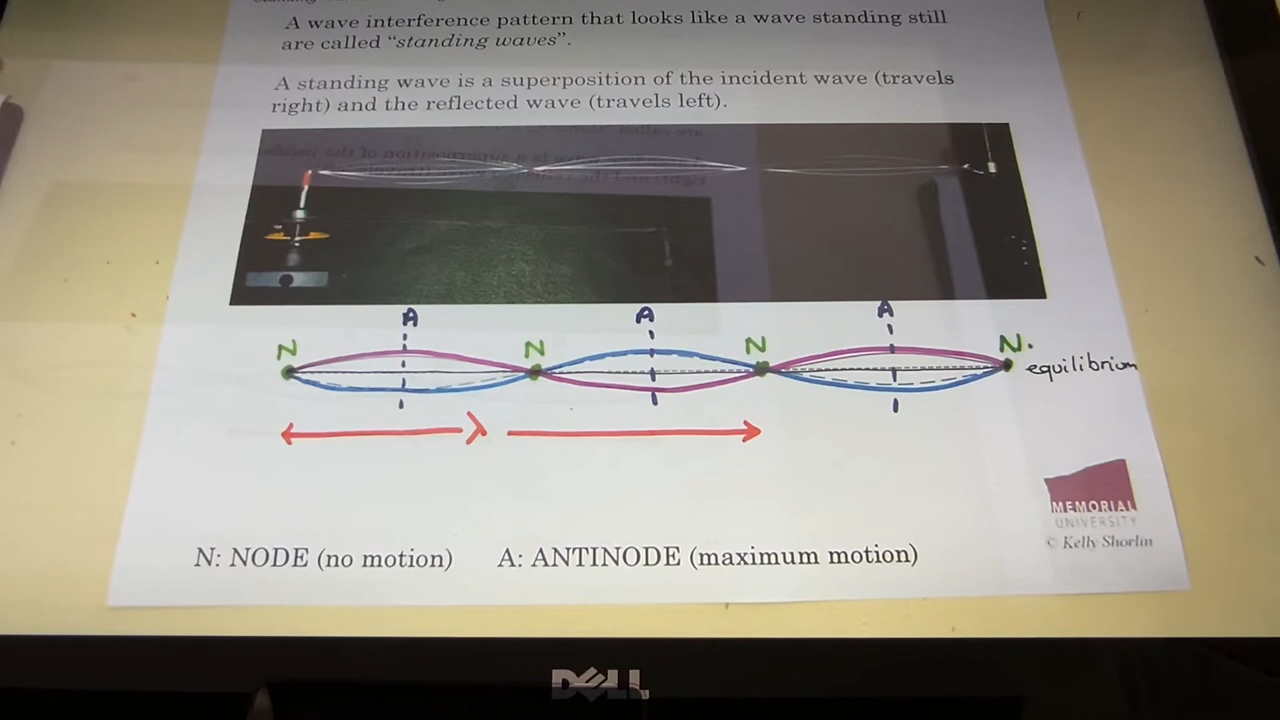 A wave interference pattern that looks like a wave standing still
are called “standing waves”.
A standing wave is a superposition of the incident wave (travels
right) and the reflected wave (travels left).
A A A
N N N N.
equilibrium
λ
MEMORIAL
UNIVERSITY
© Kelly Shorlin
N: NODE (no motion) A: ANTINODE (maximum motion)
DELL